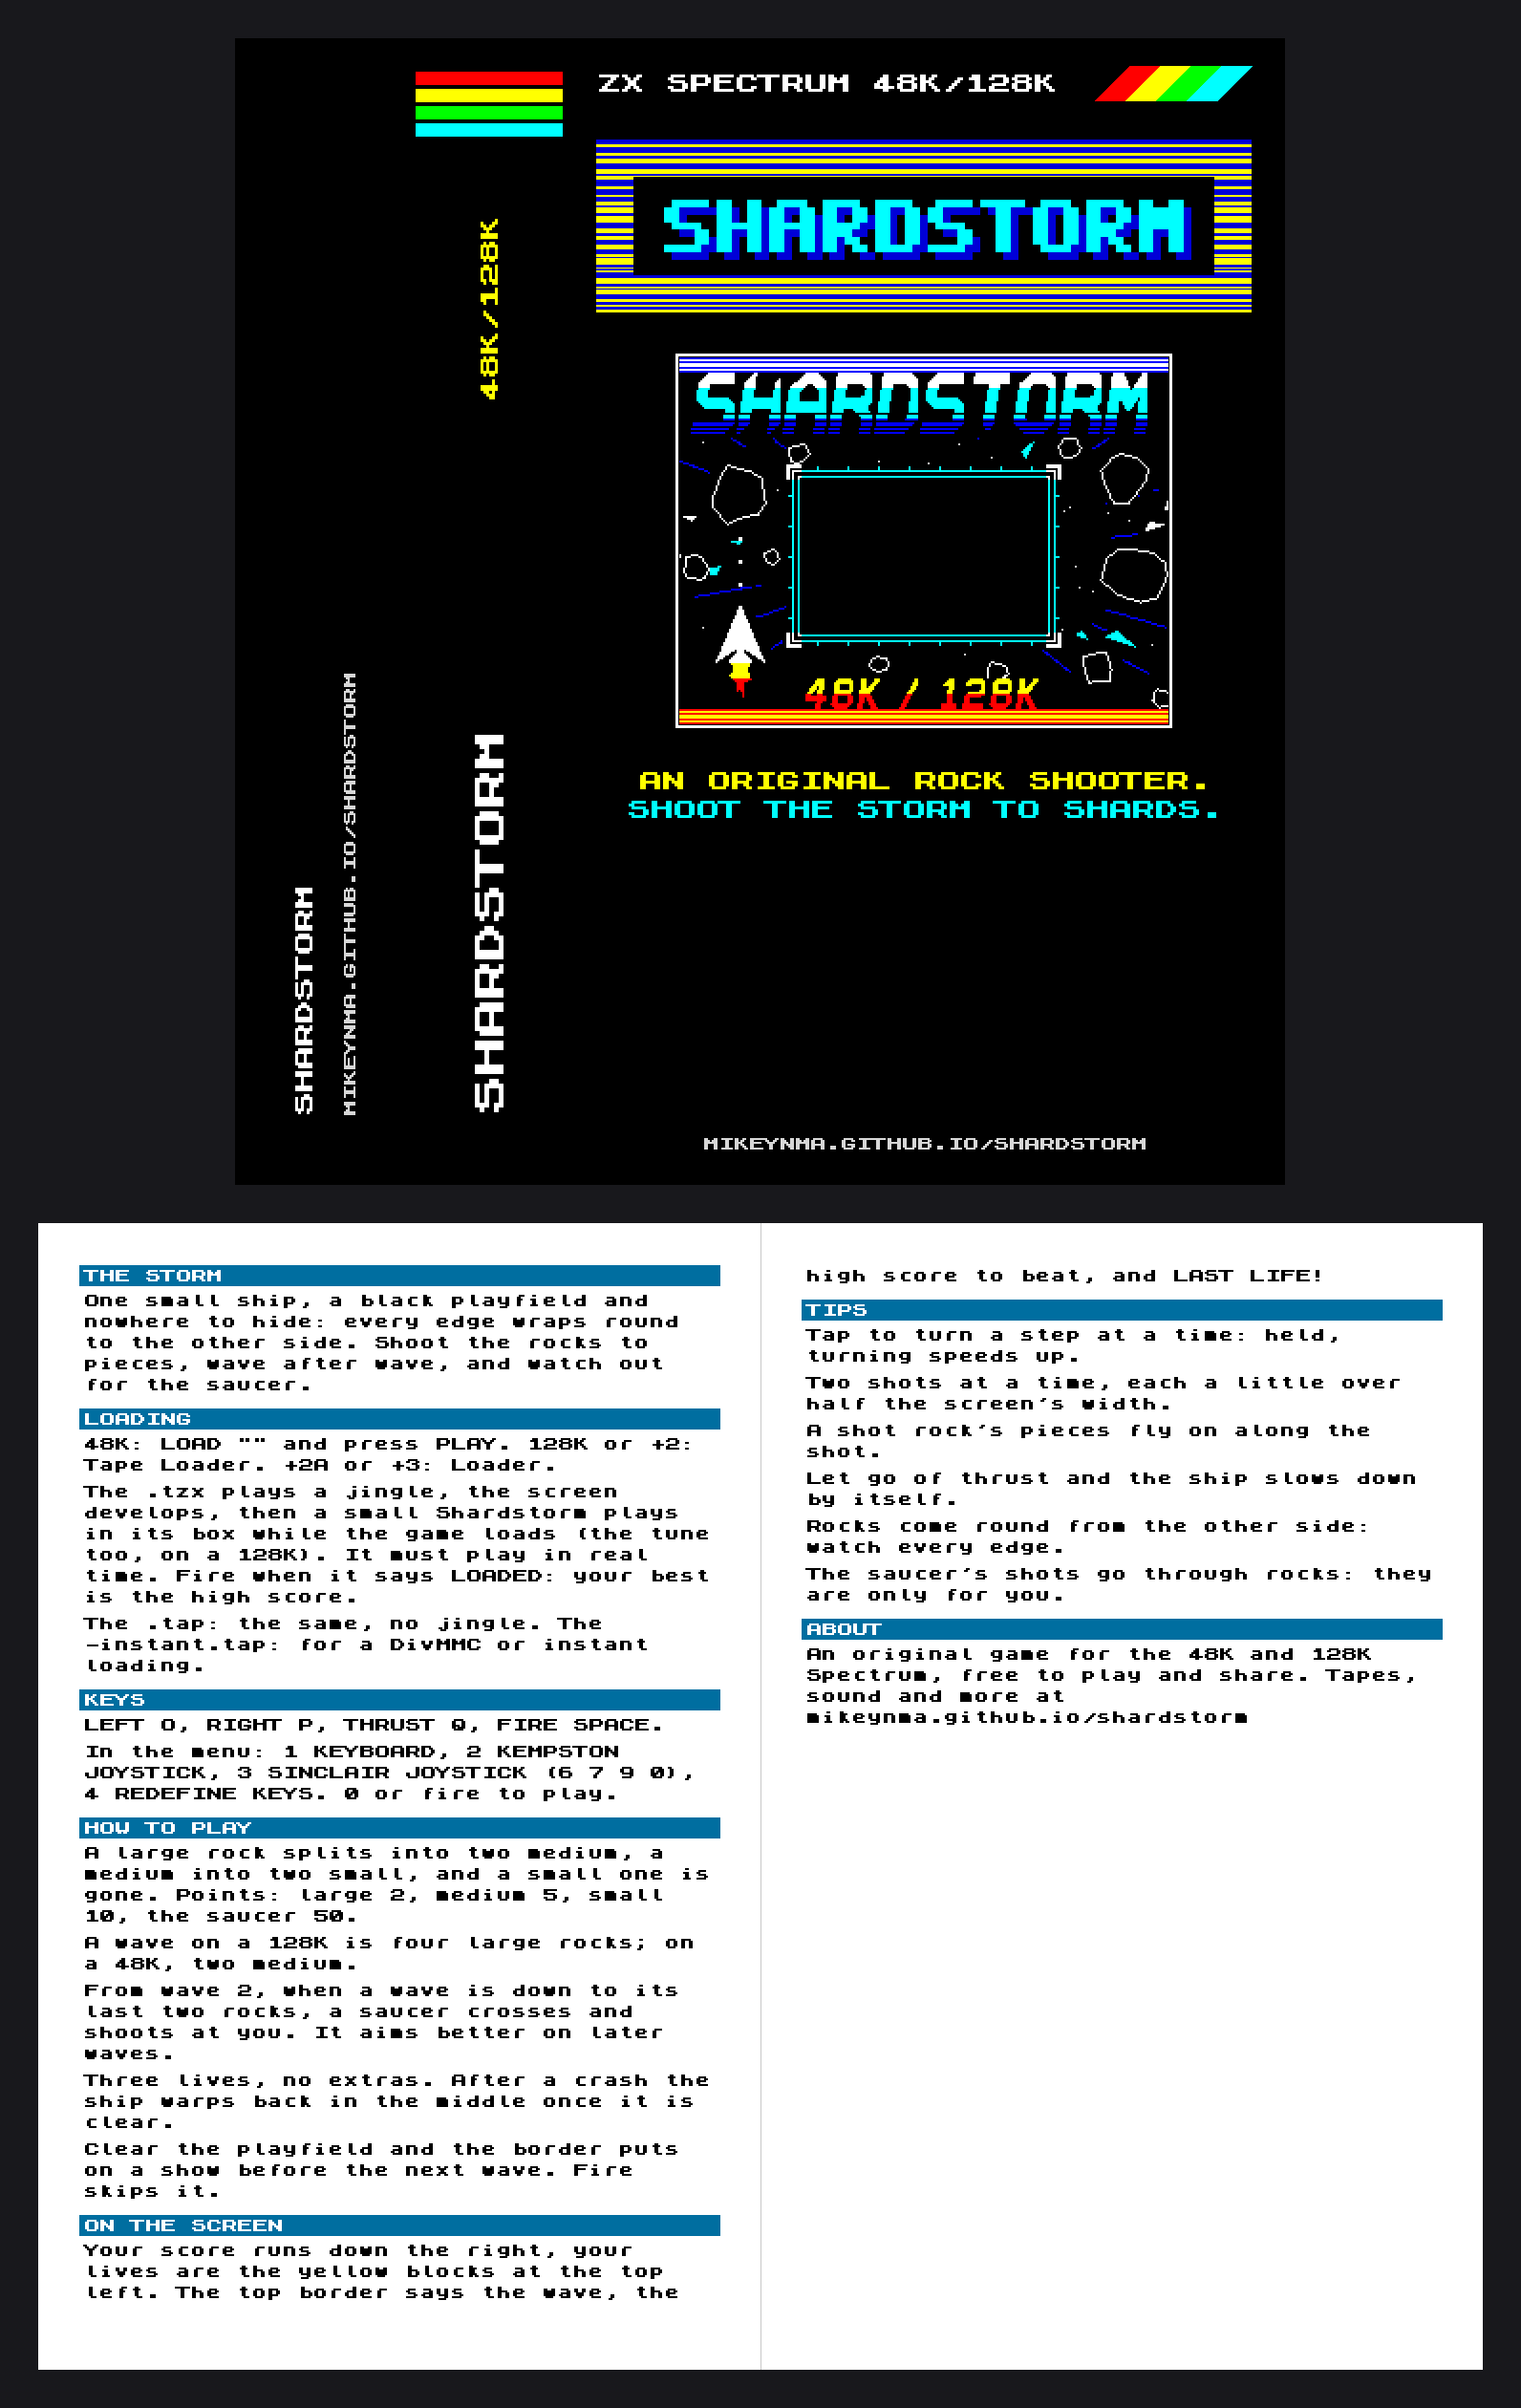 ZX SPECTRUM 48K/128K
SHARDSTORM
48K/128K
SHARDSTORM
SHARDSTORM
MIKEYNMA.GITHUB.IO/SHARDSTORM
SHARDSTORM
48K / 128K
AN ORIGINAL ROCK SHOOTER.
SHOOT THE STORM TO SHARDS.
MIKEYNMA.GITHUB.IO/SHARDSTORM
THE STORM
One small ship, a black playfield and
nowhere to hide: every edge wraps round
to the other side. Shoot the rocks to
pieces, wave after wave, and watch out
for the saucer.
LOADING
48K: LOAD "" and press PLAY. 128K or +2:
Tape Loader. +2A or +3: Loader.
The .tzx plays a jingle, the screen
develops, then a small Shardstorm plays
in its box while the game loads (the tune
too, on a 128K). It must play in real
time. Fire when it says LOADED: your best
is the high score.
The .tap: the same, no jingle. The
-instant.tap: for a DivMMC or instant
loading.
KEYS
LEFT O, RIGHT P, THRUST Q, FIRE SPACE.
In the menu: 1 KEYBOARD, 2 KEMPSTON
JOYSTICK, 3 SINCLAIR JOYSTICK (6 7 9 0),
4 REDEFINE KEYS. 0 or fire to play.
HOW TO PLAY
A large rock splits into two medium, a
medium into two small, and a small one is
gone. Points: large 2, medium 5, small
10, the saucer 50.
A wave on a 128K is four large rocks; on
a 48K, two medium.
From wave 2, when a wave is down to its
last two rocks, a saucer crosses and
shoots at you. It aims better on later
waves.
Three lives, no extras. After a crash the
ship warps back in the middle once it is
clear.
Clear the playfield and the border puts
on a show before the next wave. Fire
skips it.
ON THE SCREEN
Your score runs down the right, your
lives are the yellow blocks at the top
left. The top border says the wave, the
high score to beat, and LAST LIFE!
TIPS
Tap to turn a step at a time: held,
turning speeds up.
Two shots at a time, each a little over
half the screen's width.
A shot rock's pieces fly on along the
shot.
Let go of thrust and the ship slows down
by itself.
Rocks come round from the other side:
watch every edge.
The saucer's shots go through rocks: they
are only for you.
ABOUT
An original game for the 48K and 128K
Spectrum, free to play and share. Tapes,
sound and more at
mikeynma.github.io/shardstorm